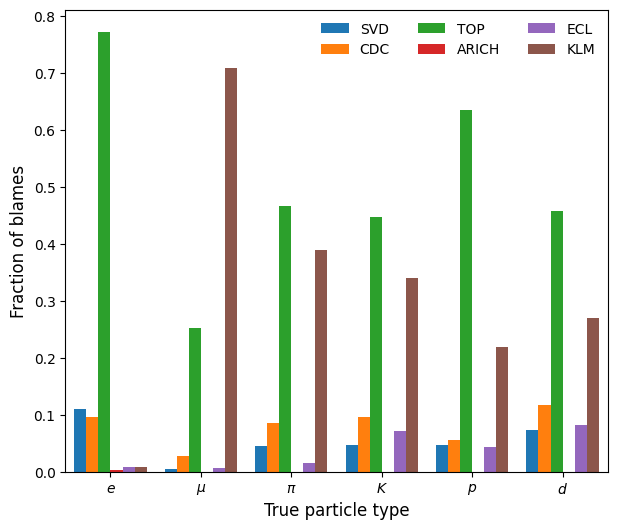 0.8
0.7
0.6
0.5
0.4
0.3
0.2
0.1
0.0
Fraction of blames
SVD TOP ECL
CDC ARICH KLM
e μ π K p d
True particle type